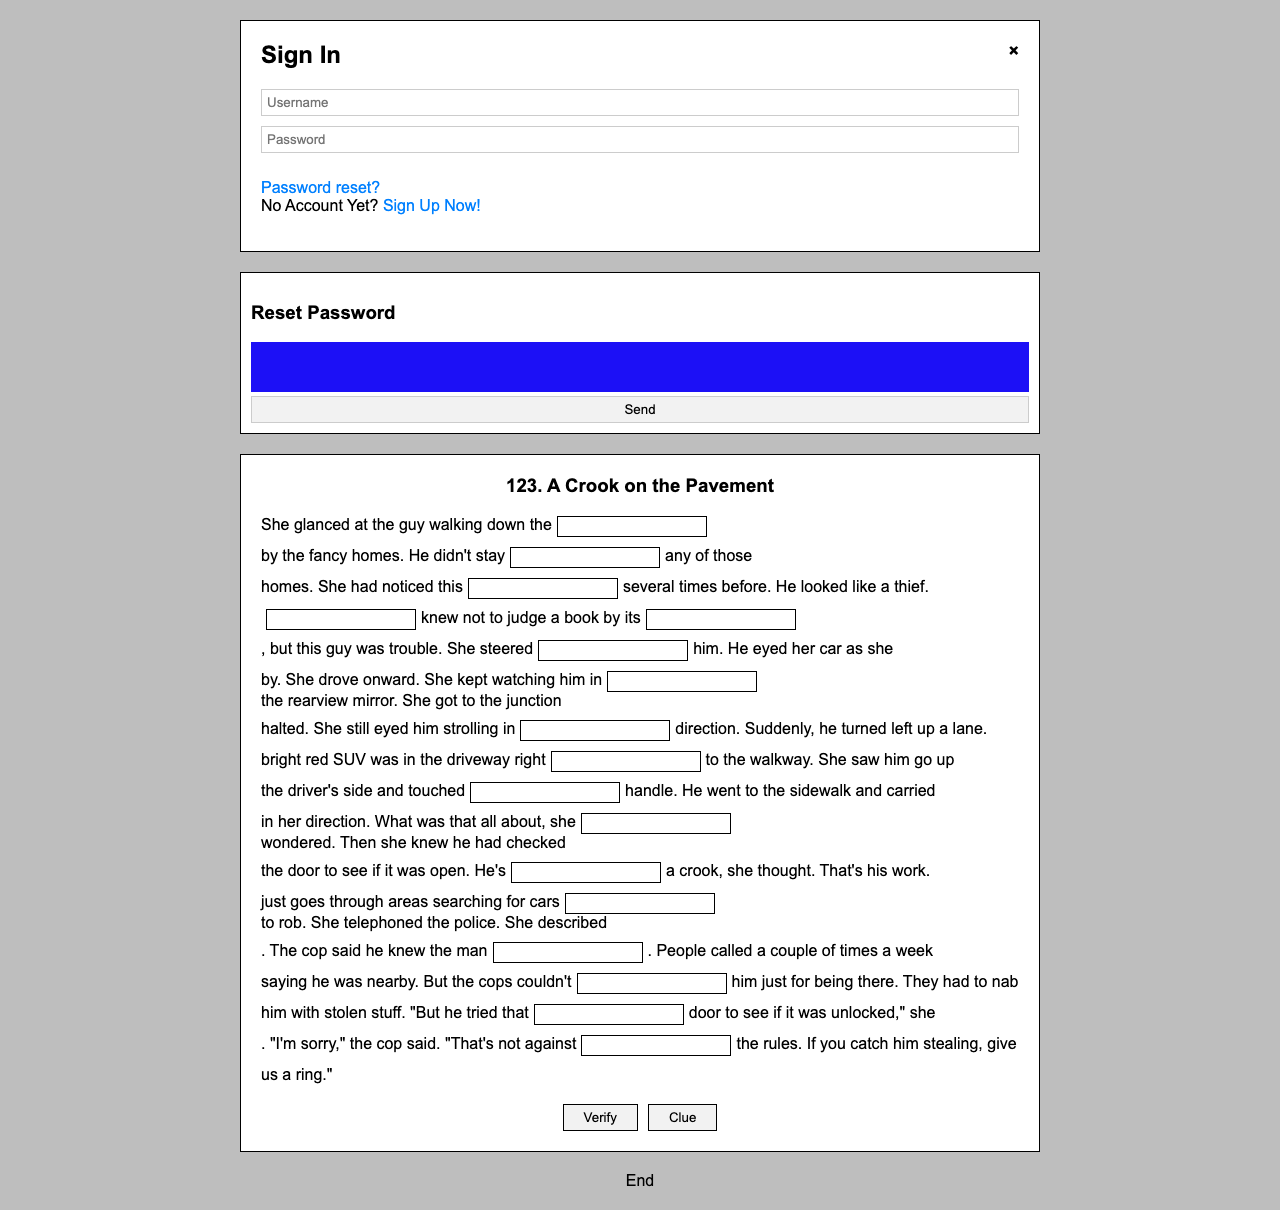 Sign In
×
Username
Password
Password reset?
No Account Yet? Sign Up Now!
Reset Password
Send
123. A Crook on the Pavement
She glanced at the guy walking down the
by the fancy homes. He didn't stay any of those
homes. She had noticed this several times before. He looked like a thief.
knew not to judge a book by its
, but this guy was trouble. She steered him. He eyed her car as she
by. She drove onward. She kept watching him in
the rearview mirror. She got to the junction
halted. She still eyed him strolling in direction. Suddenly, he turned left up a lane.
bright red SUV was in the driveway right to the walkway. She saw him go up
the driver's side and touched handle. He went to the sidewalk and carried
in her direction. What was that all about, she
wondered. Then she knew he had checked
the door to see if it was open. He's a crook, she thought. That's his work.
just goes through areas searching for cars
to rob. She telephoned the police. She described
. The cop said he knew the man . People called a couple of times a week
saying he was nearby. But the cops couldn't him just for being there. They had to nab
him with stolen stuff. "But he tried that door to see if it was unlocked," she
. "I'm sorry," the cop said. "That's not against the rules. If you catch him stealing, give
us a ring."
Verify Clue
End